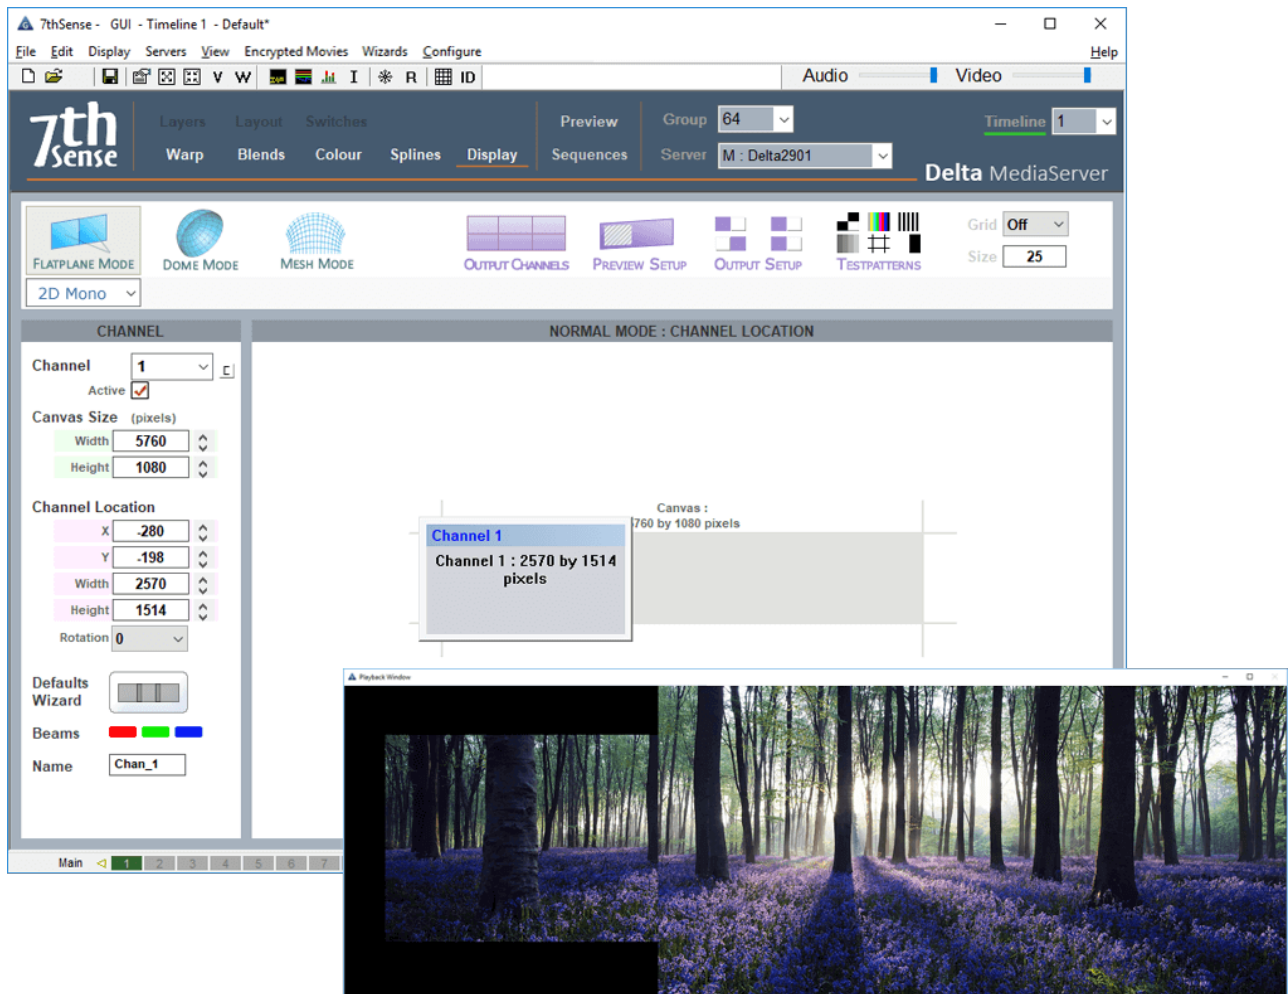 7thSense - GUI - Timeline 1 - Default*
File Edit Display Servers View Encrypted Movies Wizards Configure Help
V W I R ID Audio Video
7th Sense
Layers Layout Switches Preview Group 64 Timeline 1
Warp Blends Colour Splines Display Sequences Server M : Delta2901
Delta MediaServer
FLATPLANE MODE DOME MODE MESH MODE OUTPUT CHANNELS PREVIEW SETUP OUTPUT SETUP TESTPATTERNS
Grid Off
Size 25
2D Mono
CHANNEL
NORMAL MODE : CHANNEL LOCATION
Channel 1
Active
Canvas Size (pixels)
Width 5760
Height 1080
Channel Location
X -280
Y -198
Width 2570
Height 1514
Rotation 0
Defaults
Wizard
Beams
Name Chan_1
Canvas :
760 by 1080 pixels
Channel 1
Channel 1 : 2570 by 1514
pixels
Main 1 2 3 4 5 6 7
Playback Window